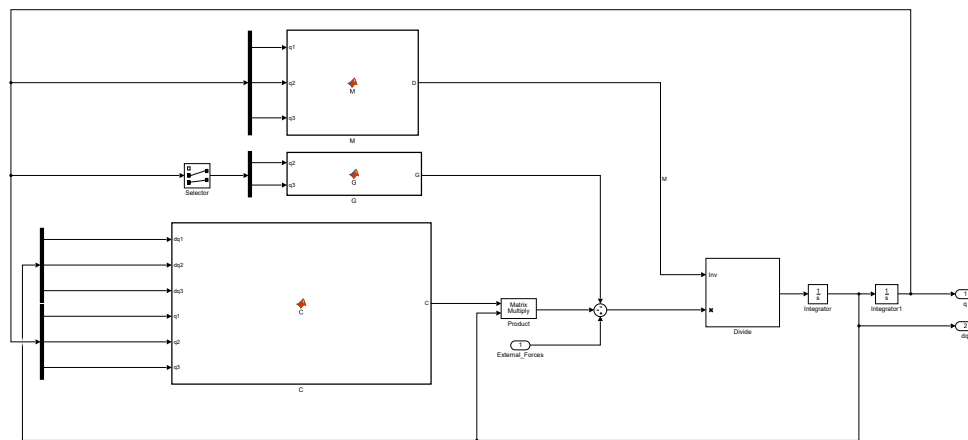 q1
q2
q3
M
D
M
q2
q3
G
G
G
Selector
M
dq1
dq2
dq3
q1
q2
q3
C
C
C
Matrix
Multiply
Product
1
External_Forces
Inv
Divide
1
s
Integrator
1
s
Integrator1
1
q
2
dq